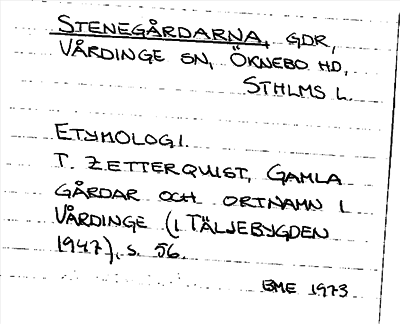 STENEGÅRDARNA, GDR,
VÅRDINGE SN, ÖKNEBO HD,
STHLMS L.
ETYMOLOGI.
T. ZETTERQUIST, GAMLA
GÅRDAR OCH ORTNAMN I
VÅRDINGE (I TÄLJEBYGDEN
1947), S. 56.
BME 1973